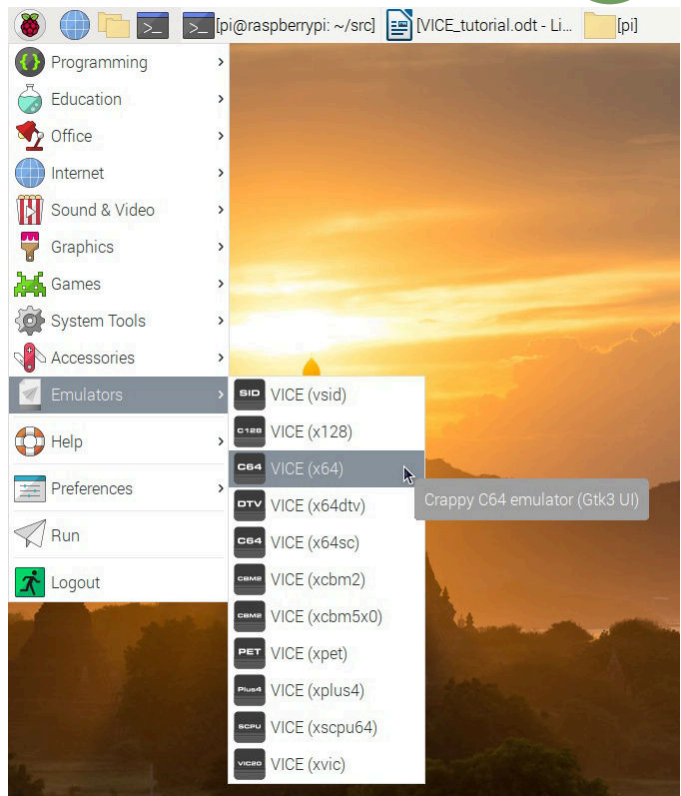 [pi@raspberrypi: ~/src] [VICE_tutorial.odt - Li... [pi]
Programming
Education
Office
Internet
Sound & Video
Graphics
Games
System Tools
Accessories
Emulators
Help
Preferences
Run
Logout
SID VICE (vsid)
C128 VICE (x128)
C64 VICE (x64)
Crappy C64 emulator (Gtk3 UI)
DTV VICE (x64dtv)
C64 VICE (x64sc)
CBM2 VICE (xcbm2)
CBM2 VICE (xcbm5x0)
PET VICE (xpet)
Plus4 VICE (xplus4)
SCPU VICE (xscpu64)
VIC20 VICE (xvic)